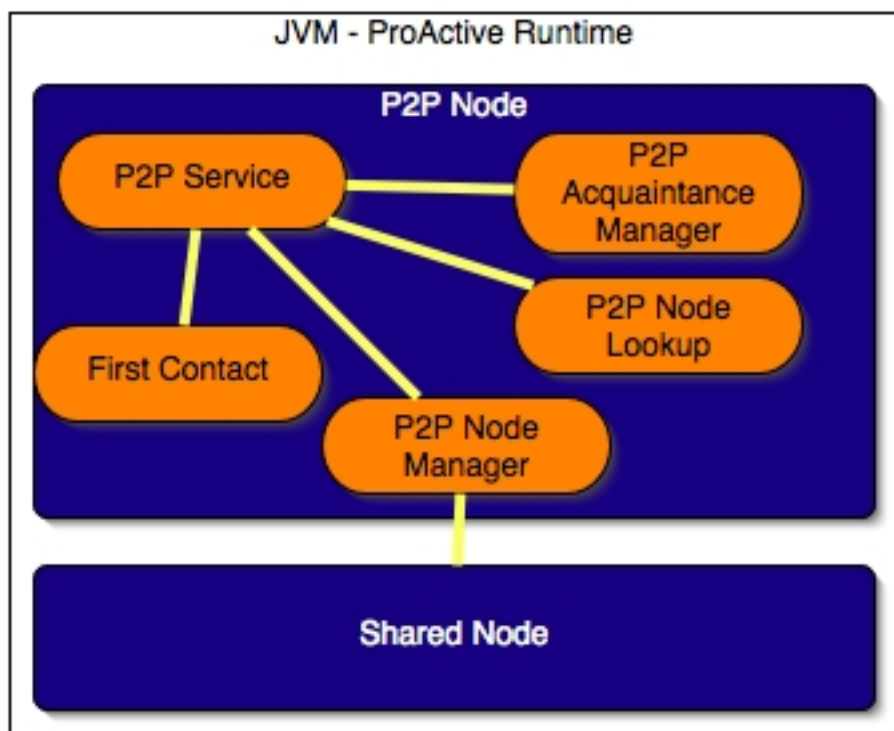 JVM - ProActive Runtime
P2P Node
P2P Service
P2P
Acquaintance
Manager
P2P Node
Lookup
First Contact
P2P Node
Manager
Shared Node